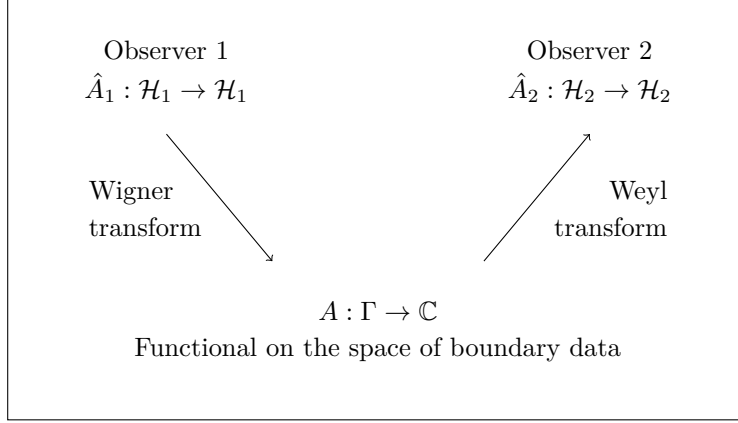 Observer 1
Â₁ : ℋ₁ → ℋ₁
Observer 2
Â₂ : ℋ₂ → ℋ₂
Wigner
transform
Weyl
transform
A : Γ → ℂ
Functional on the space of boundary data